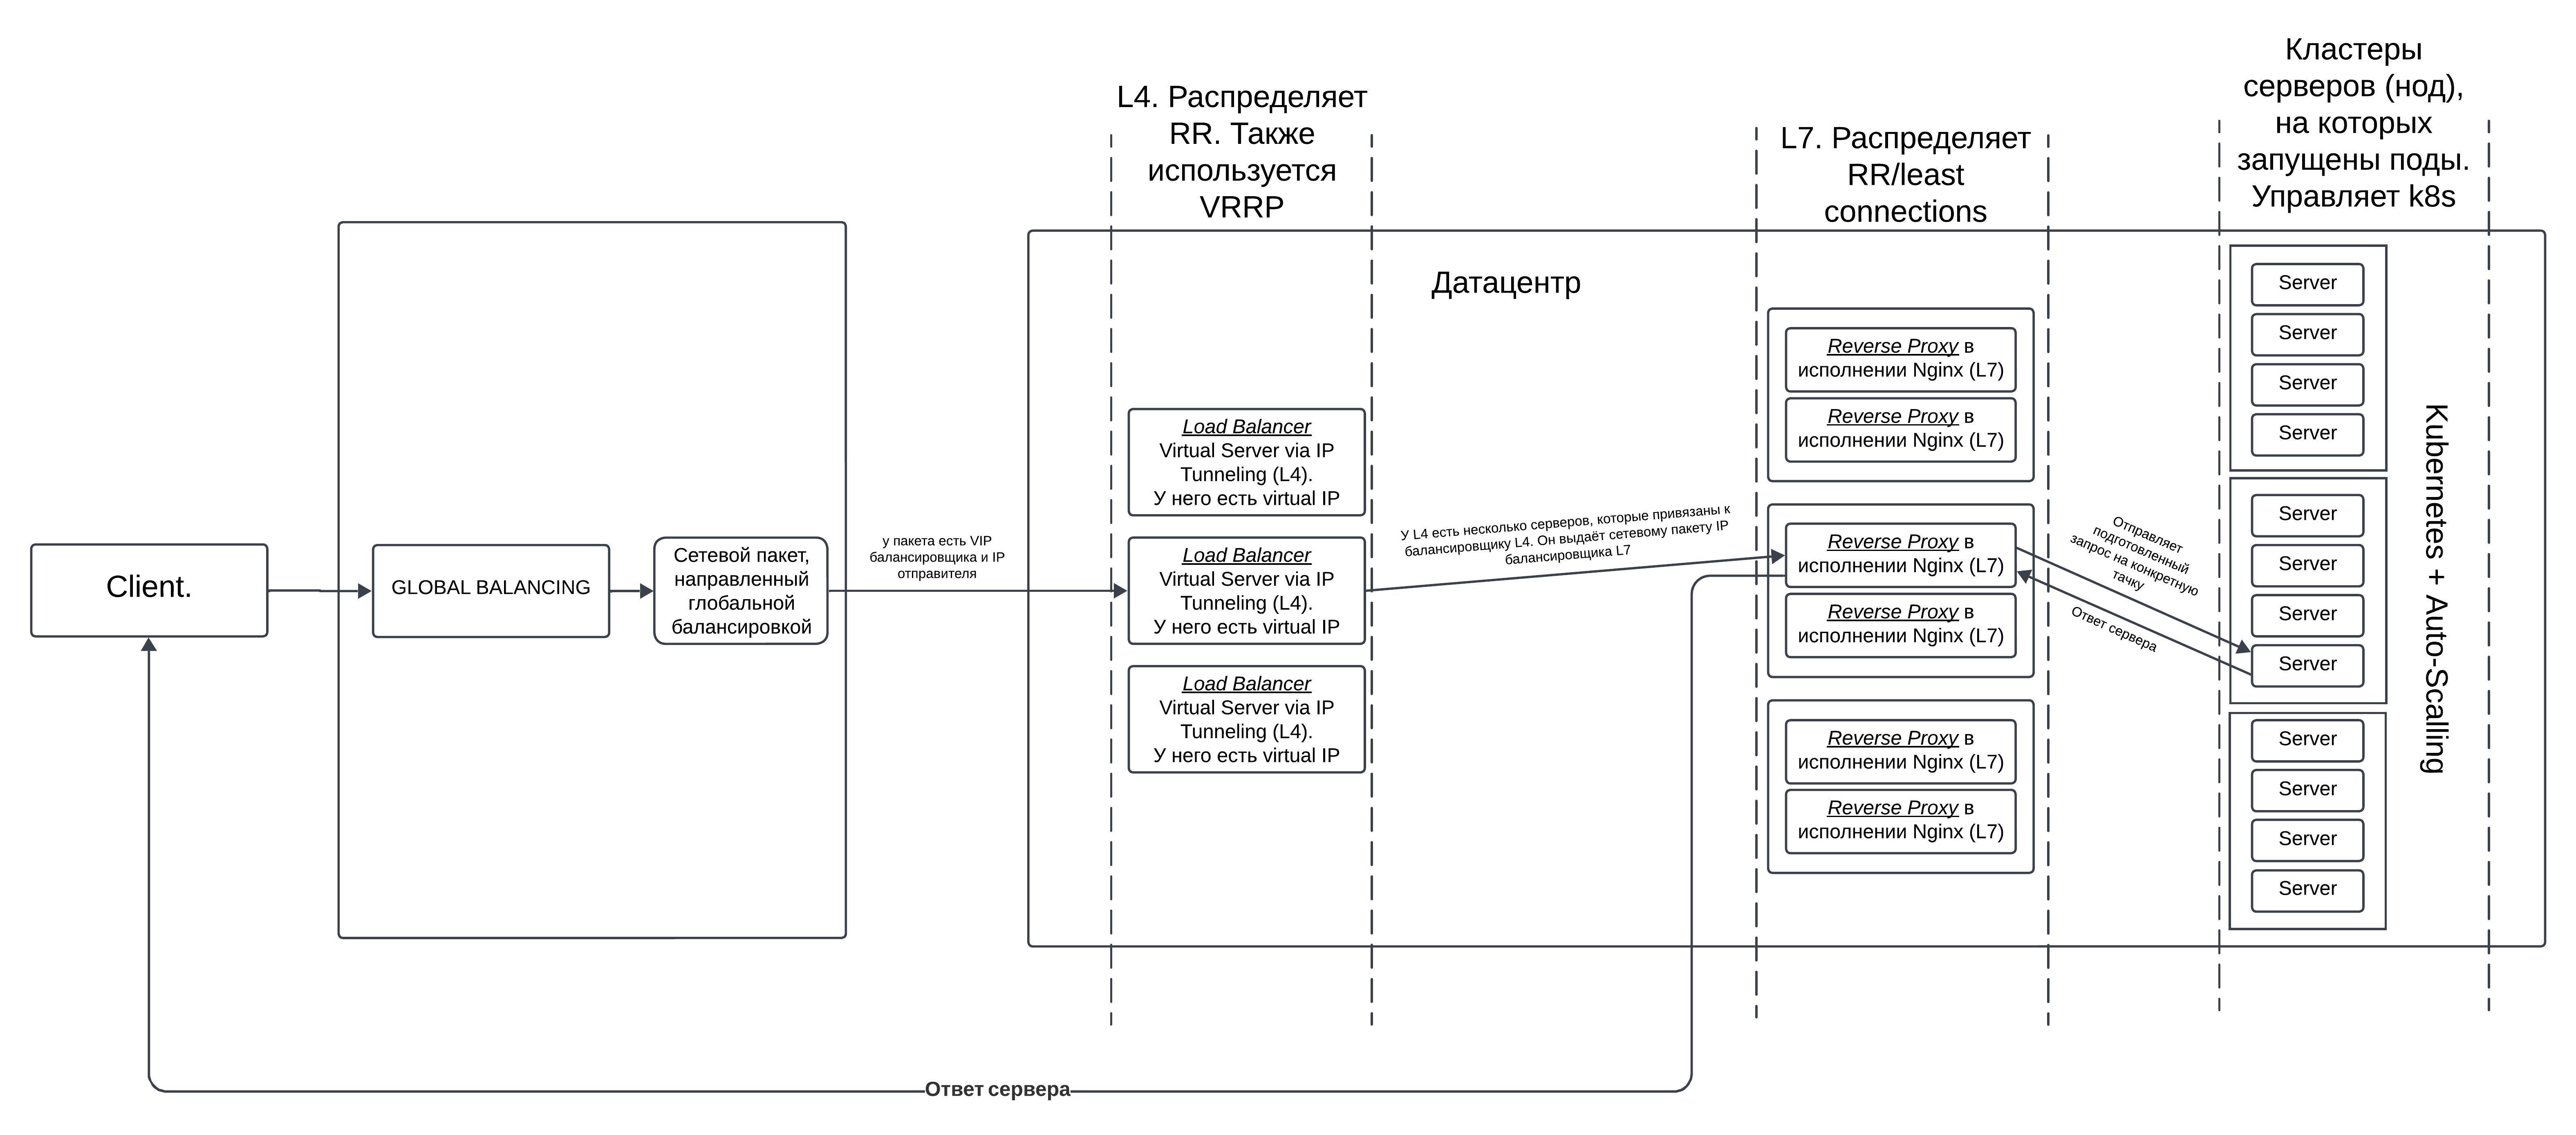 Client.
GLOBAL BALANCING
Сетевой пакет,
направленный
глобальной
балансировкой
у пакета есть VIP
балансировщика и IP
отправителя
L4. Распределяет
RR. Также
используется
VRRP
Датацентр
Load Balancer
Virtual Server via IP
Tunneling (L4).
У него есть virtual IP
Load Balancer
Virtual Server via IP
Tunneling (L4).
У него есть virtual IP
Load Balancer
Virtual Server via IP
Tunneling (L4).
У него есть virtual IP
У L4 есть несколько серверов, которые привязаны к
балансировщику L4. Он выдаёт сетевому пакету IP
балансировщика L7
L7. Распределяет
RR/least
connections
Reverse Proxy в
исполнении Nginx (L7)
Reverse Proxy в
исполнении Nginx (L7)
Reverse Proxy в
исполнении Nginx (L7)
Reverse Proxy в
исполнении Nginx (L7)
Reverse Proxy в
исполнении Nginx (L7)
Reverse Proxy в
исполнении Nginx (L7)
Отправляет
подготовленный
запрос на конкретную
тачку
Ответ сервера
Кластеры
серверов (нод),
на которых
запущены поды.
Управляет k8s
Server
Server
Server
Server
Server
Server
Server
Server
Server
Server
Server
Server
Kubernetes + Auto-Scalling
Ответ сервера